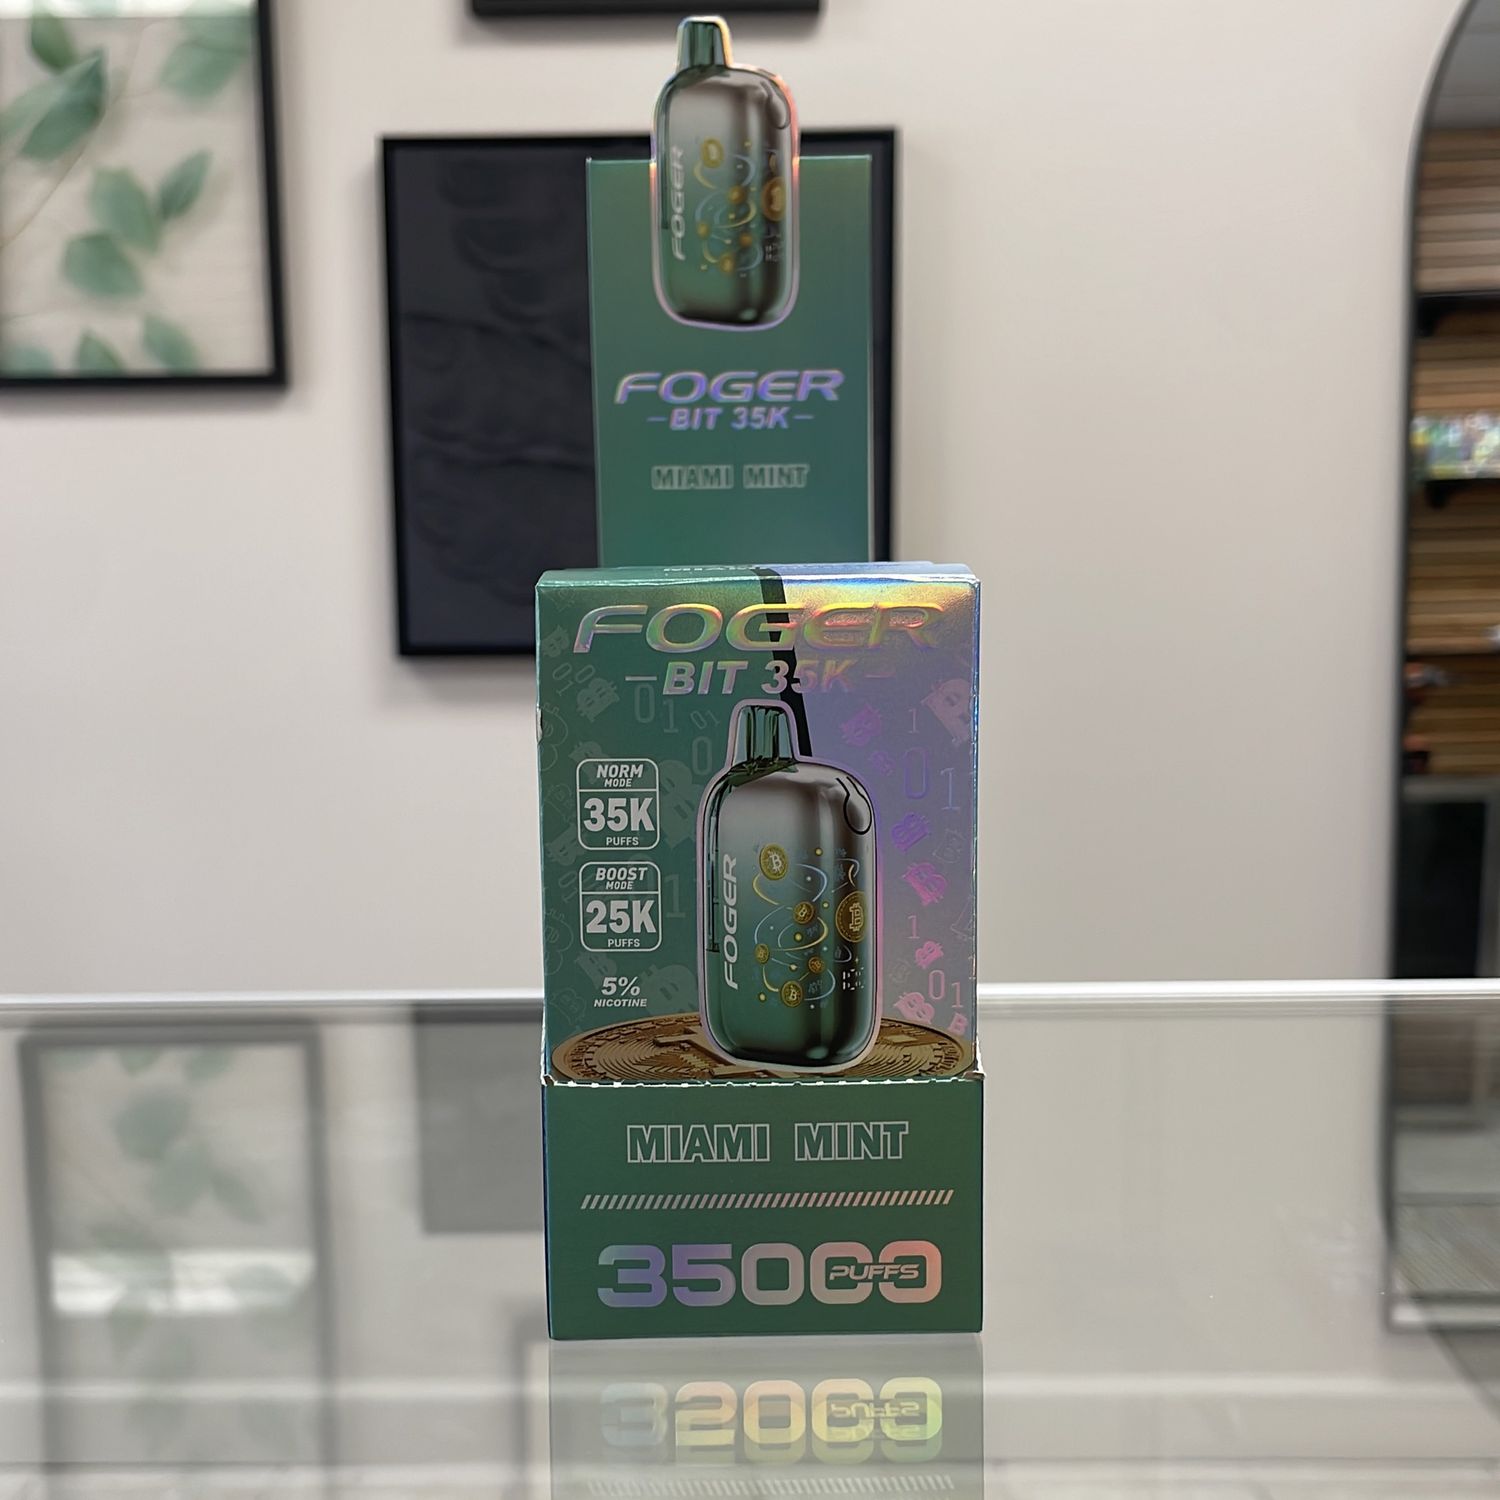 FOGER
FOGER
-BIT 35K-
MIAMI MINT
FOGER
-BIT 35K-
NORM
MODE
35K
PUFFS
BOOST
MODE
25K
PUFFS
5%
NICOTINE
FOGER
MIAMI MINT
35000
PUFFS